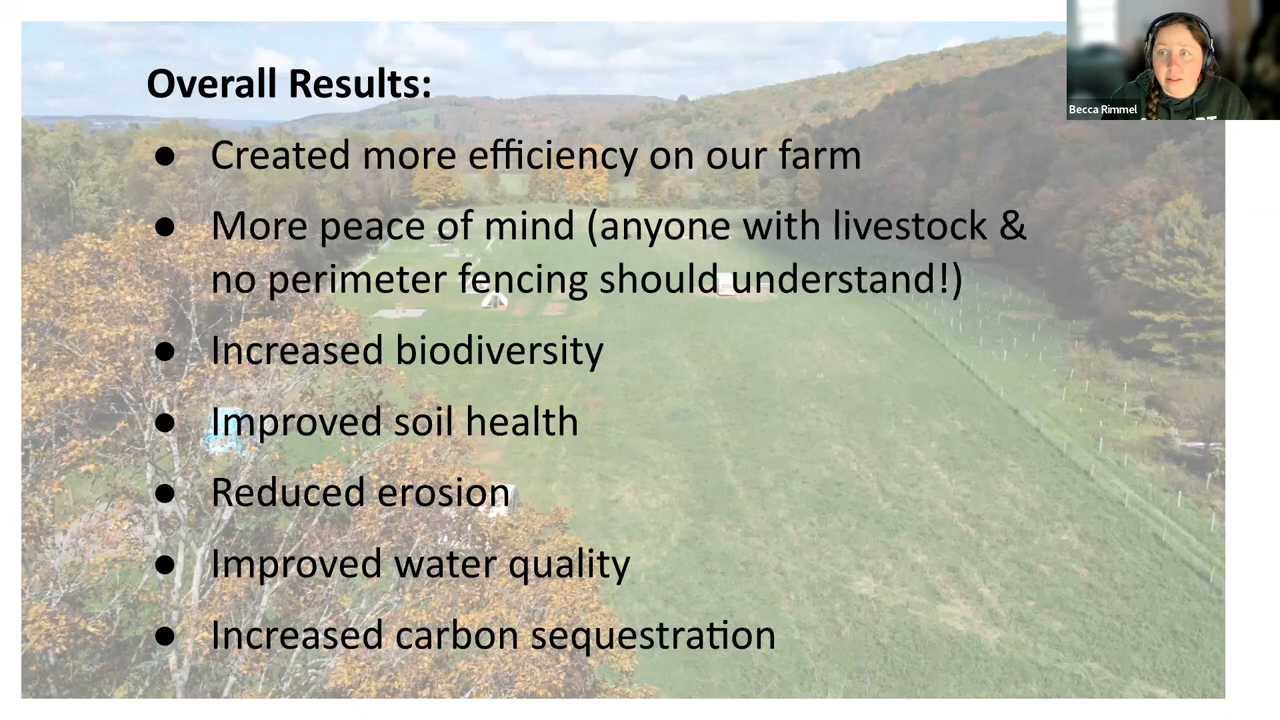 Overall Results:
● Created more efficiency on our farm
● More peace of mind (anyone with livestock &
no perimeter fencing should understand!)
● Increased biodiversity
● Improved soil health
● Reduced erosion
● Improved water quality
● Increased carbon sequestration
Becca Rimmel